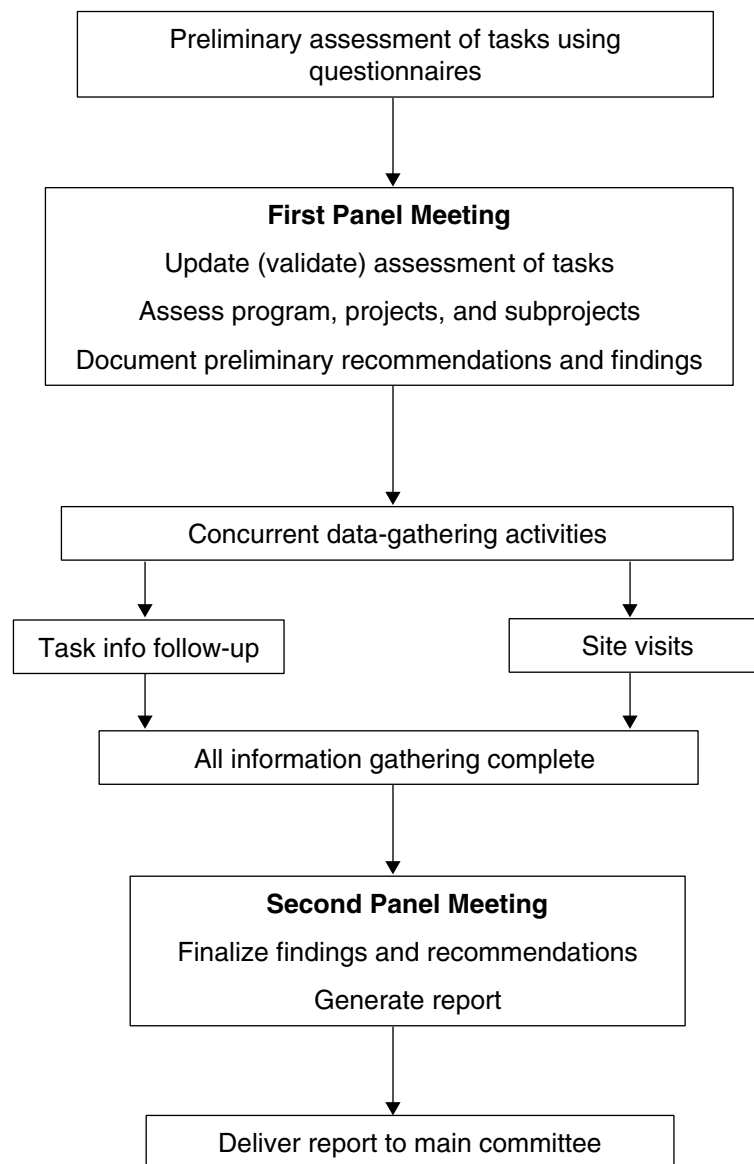 Preliminary assessment of tasks using
questionnaires
First Panel Meeting
Update (validate) assessment of tasks
Assess program, projects, and subprojects
Document preliminary recommendations and findings
Concurrent data-gathering activities
Task info follow-up
Site visits
All information gathering complete
Second Panel Meeting
Finalize findings and recommendations
Generate report
Deliver report to main committee